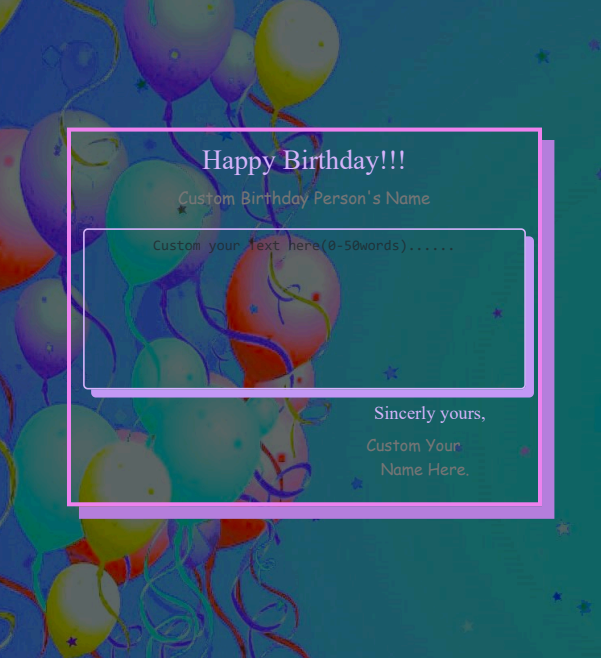 Happy Birthday!!!
Custom Birthday Person's Name
Custom your Text here(0-50words)......
Sincerly yours,
Custom Your
Name Here.